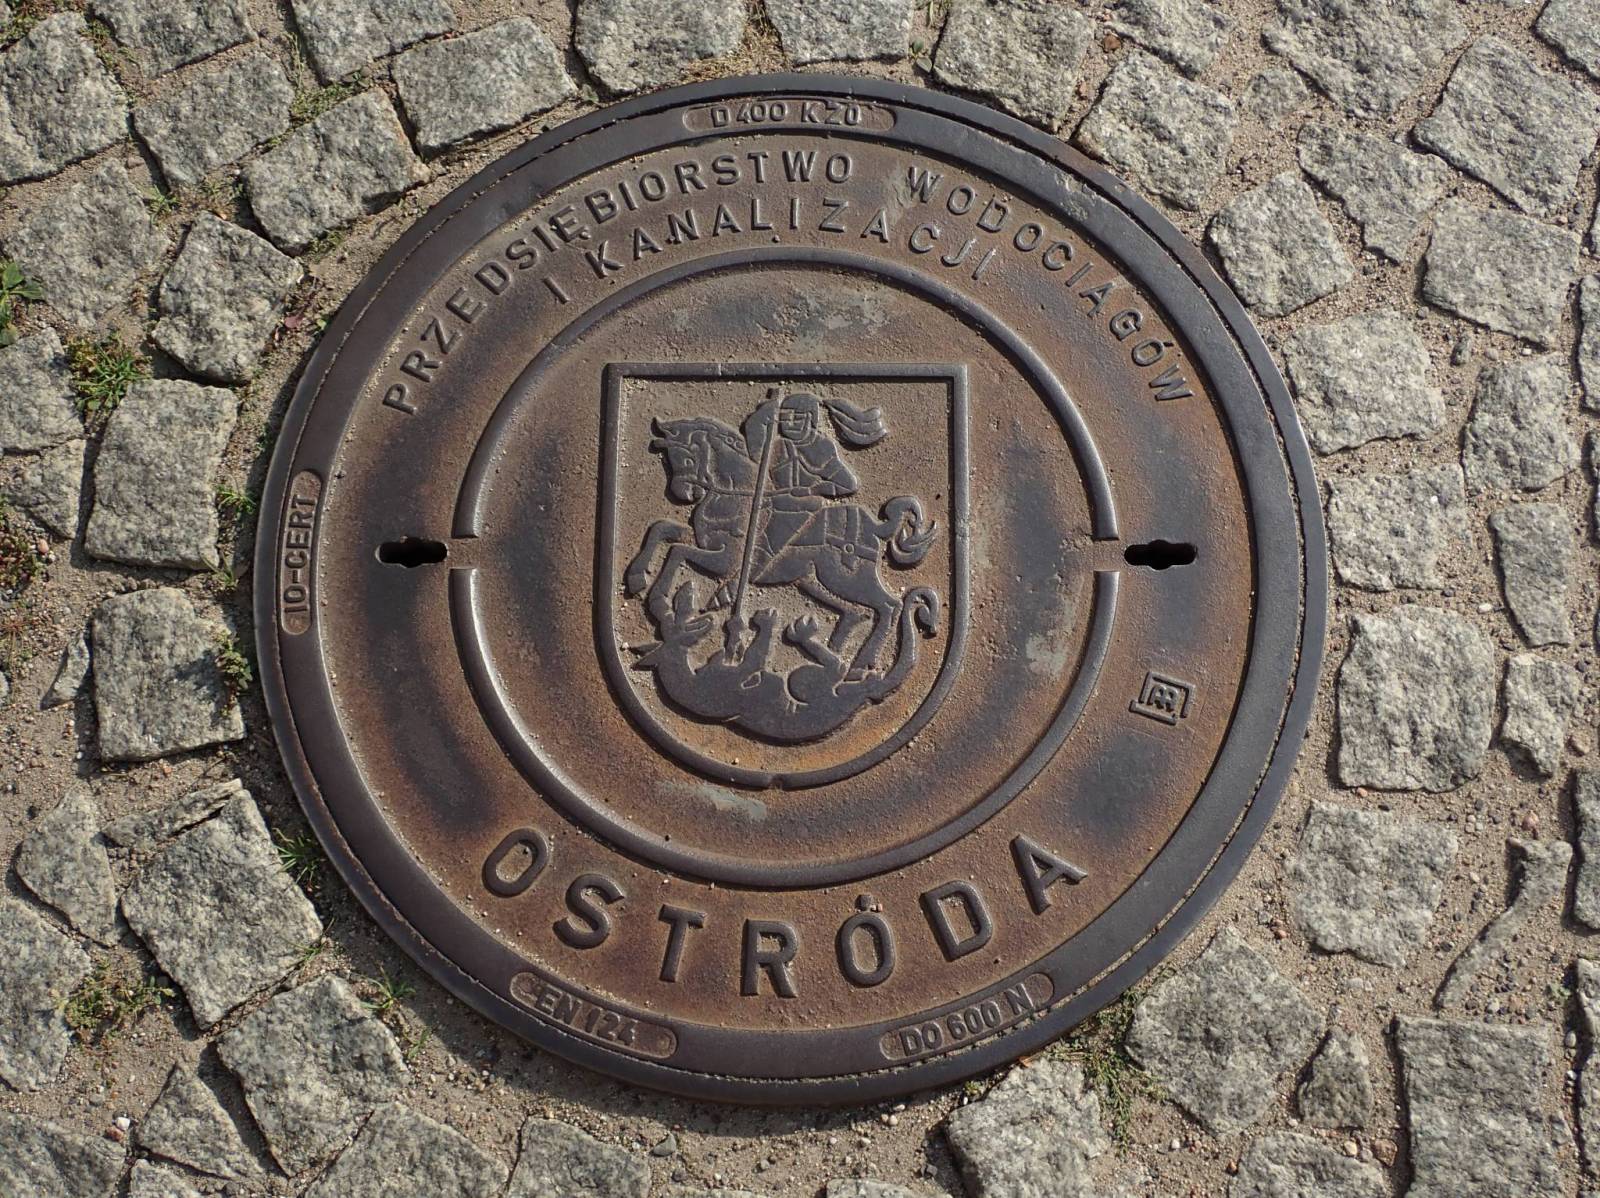 D400 KZO
PRZEDSIĘBIORSTWO WODOCIĄGÓW
I KANALIZACJI
IO-CERT
OSTRÓDA
EN 124
DO 600 N